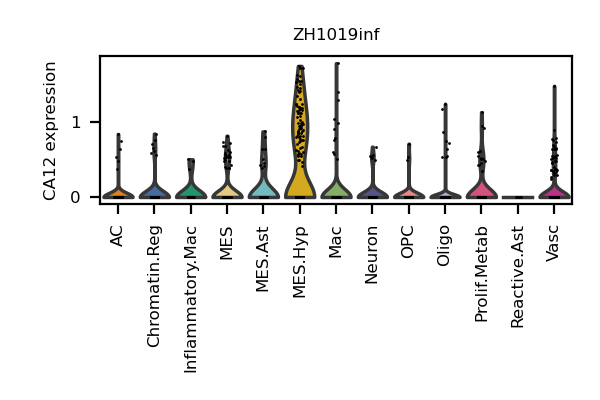 ZH1019inf
CA12 expression
1
0
AC
Chromatin.Reg
Inflammatory.Mac
MES
MES.Ast
MES.Hyp
Mac
Neuron
OPC
Oligo
Prolif.Metab
Reactive.Ast
Vasc